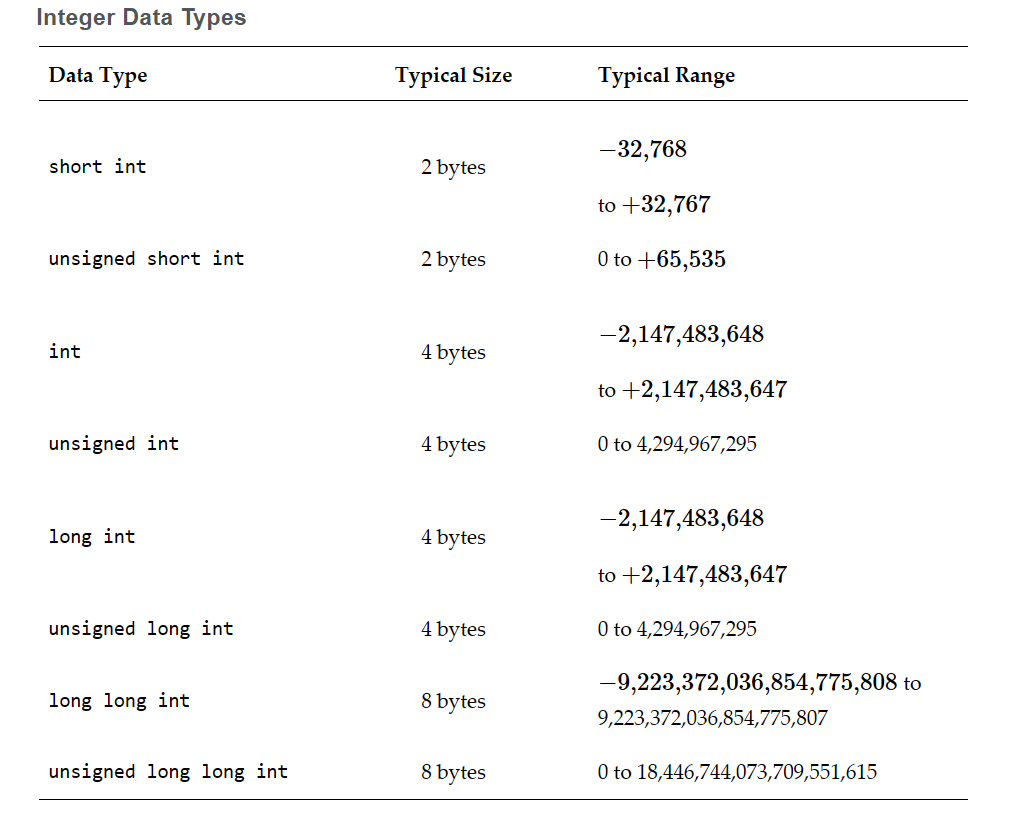 Integer Data Types
Data Type Typical Size Typical Range
−32,768
short int 2 bytes
to +32,767
unsigned short int 2 bytes 0 to +65,535
−2,147,483,648
int 4 bytes
to +2,147,483,647
unsigned int 4 bytes 0 to 4,294,967,295
−2,147,483,648
long int 4 bytes
to +2,147,483,647
unsigned long int 4 bytes 0 to 4,294,967,295
−9,223,372,036,854,775,808 to
long long int 8 bytes
9,223,372,036,854,775,807
unsigned long long int 8 bytes 0 to 18,446,744,073,709,551,615